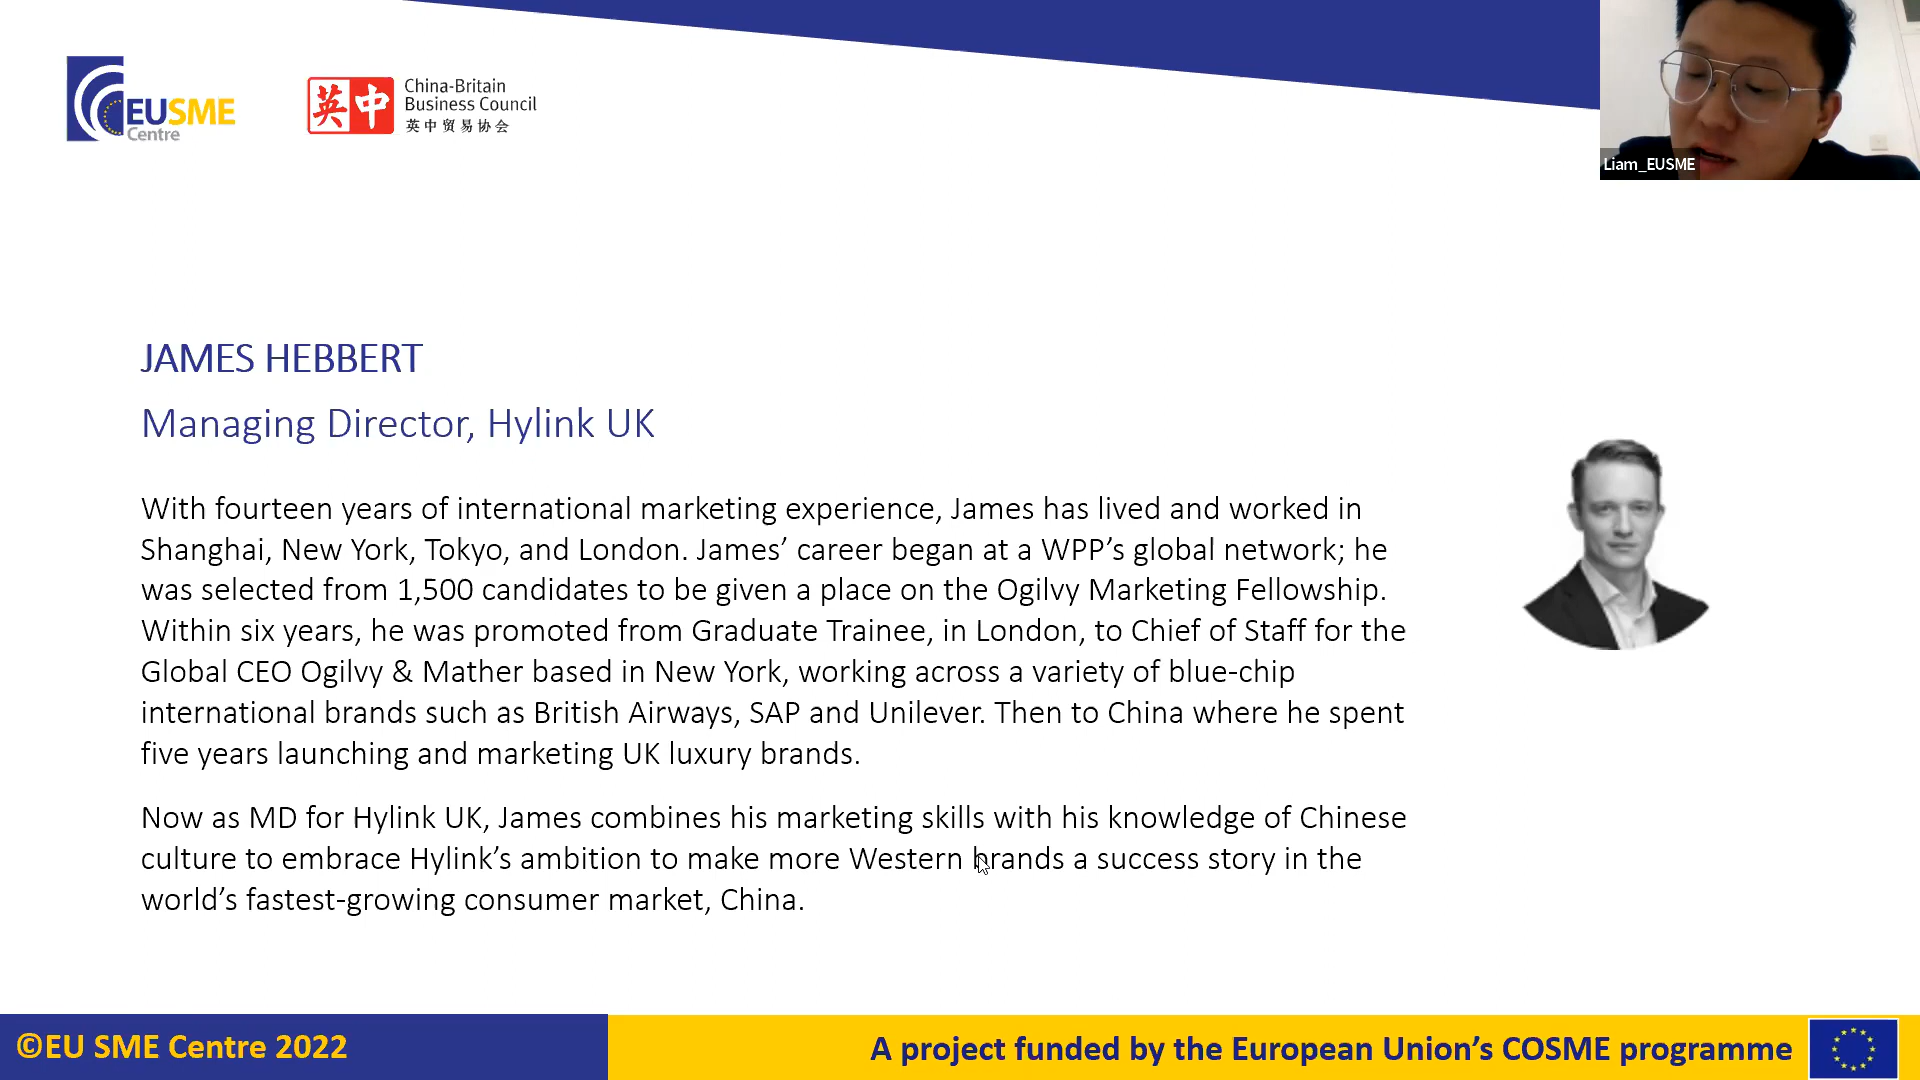 EUSME
Centre
英中
China-Britain
Business Council
英中贸易协会
Liam_EUSME
JAMES HEBBERT
Managing Director, Hylink UK
With fourteen years of international marketing experience, James has lived and worked in
Shanghai, New York, Tokyo, and London. James’ career began at a WPP’s global network; he
was selected from 1,500 candidates to be given a place on the Ogilvy Marketing Fellowship.
Within six years, he was promoted from Graduate Trainee, in London, to Chief of Staff for the
Global CEO Ogilvy & Mather based in New York, working across a variety of blue-chip
international brands such as British Airways, SAP and Unilever. Then to China where he spent
five years launching and marketing UK luxury brands.
Now as MD for Hylink UK, James combines his marketing skills with his knowledge of Chinese
culture to embrace Hylink’s ambition to make more Western brands a success story in the
world’s fastest-growing consumer market, China.
©EU SME Centre 2022
A project funded by the European Union’s COSME programme